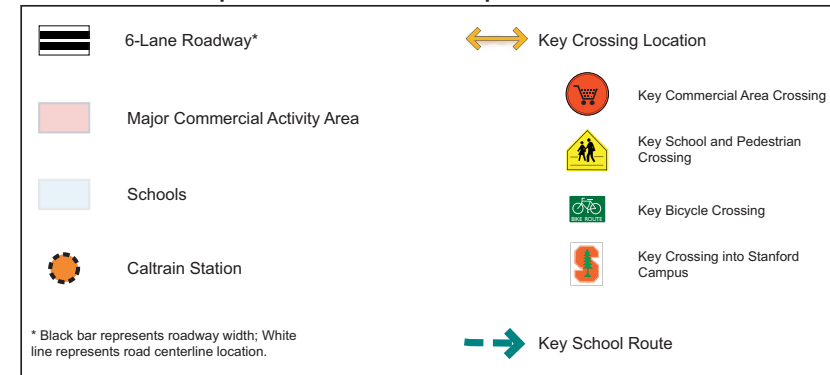 6-Lane Roadway*
Major Commercial Activity Area
Schools
Caltrain Station
* Black bar represents roadway width; White
line represents road centerline location.
Key Crossing Location
Key Commercial Area Crossing
Key School and Pedestrian
Crossing
BIKE ROUTE
Key Bicycle Crossing
S
Key Crossing into Stanford
Campus
Key School Route